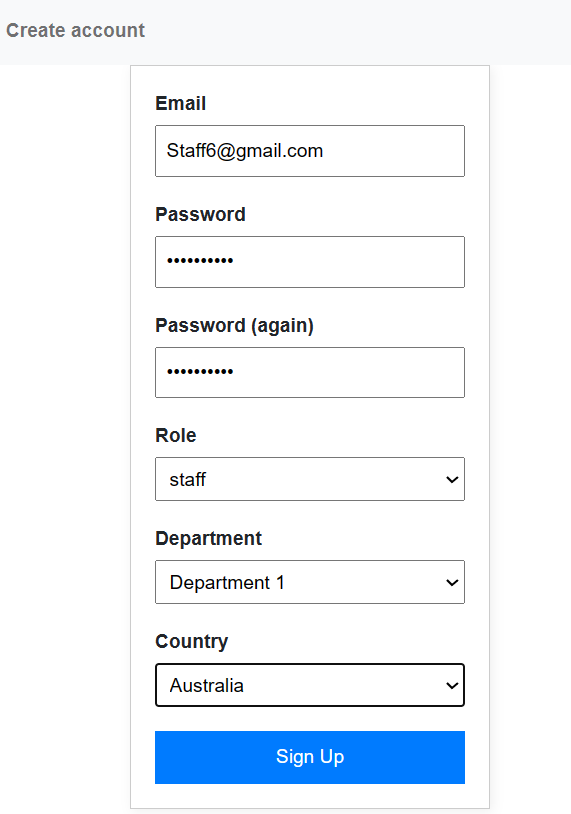 Create account
Email
Staff6@gmail.com
Password
••••••••••
Password (again)
••••••••••
Role
staff
Department
Department 1
Country
Australia
Sign Up